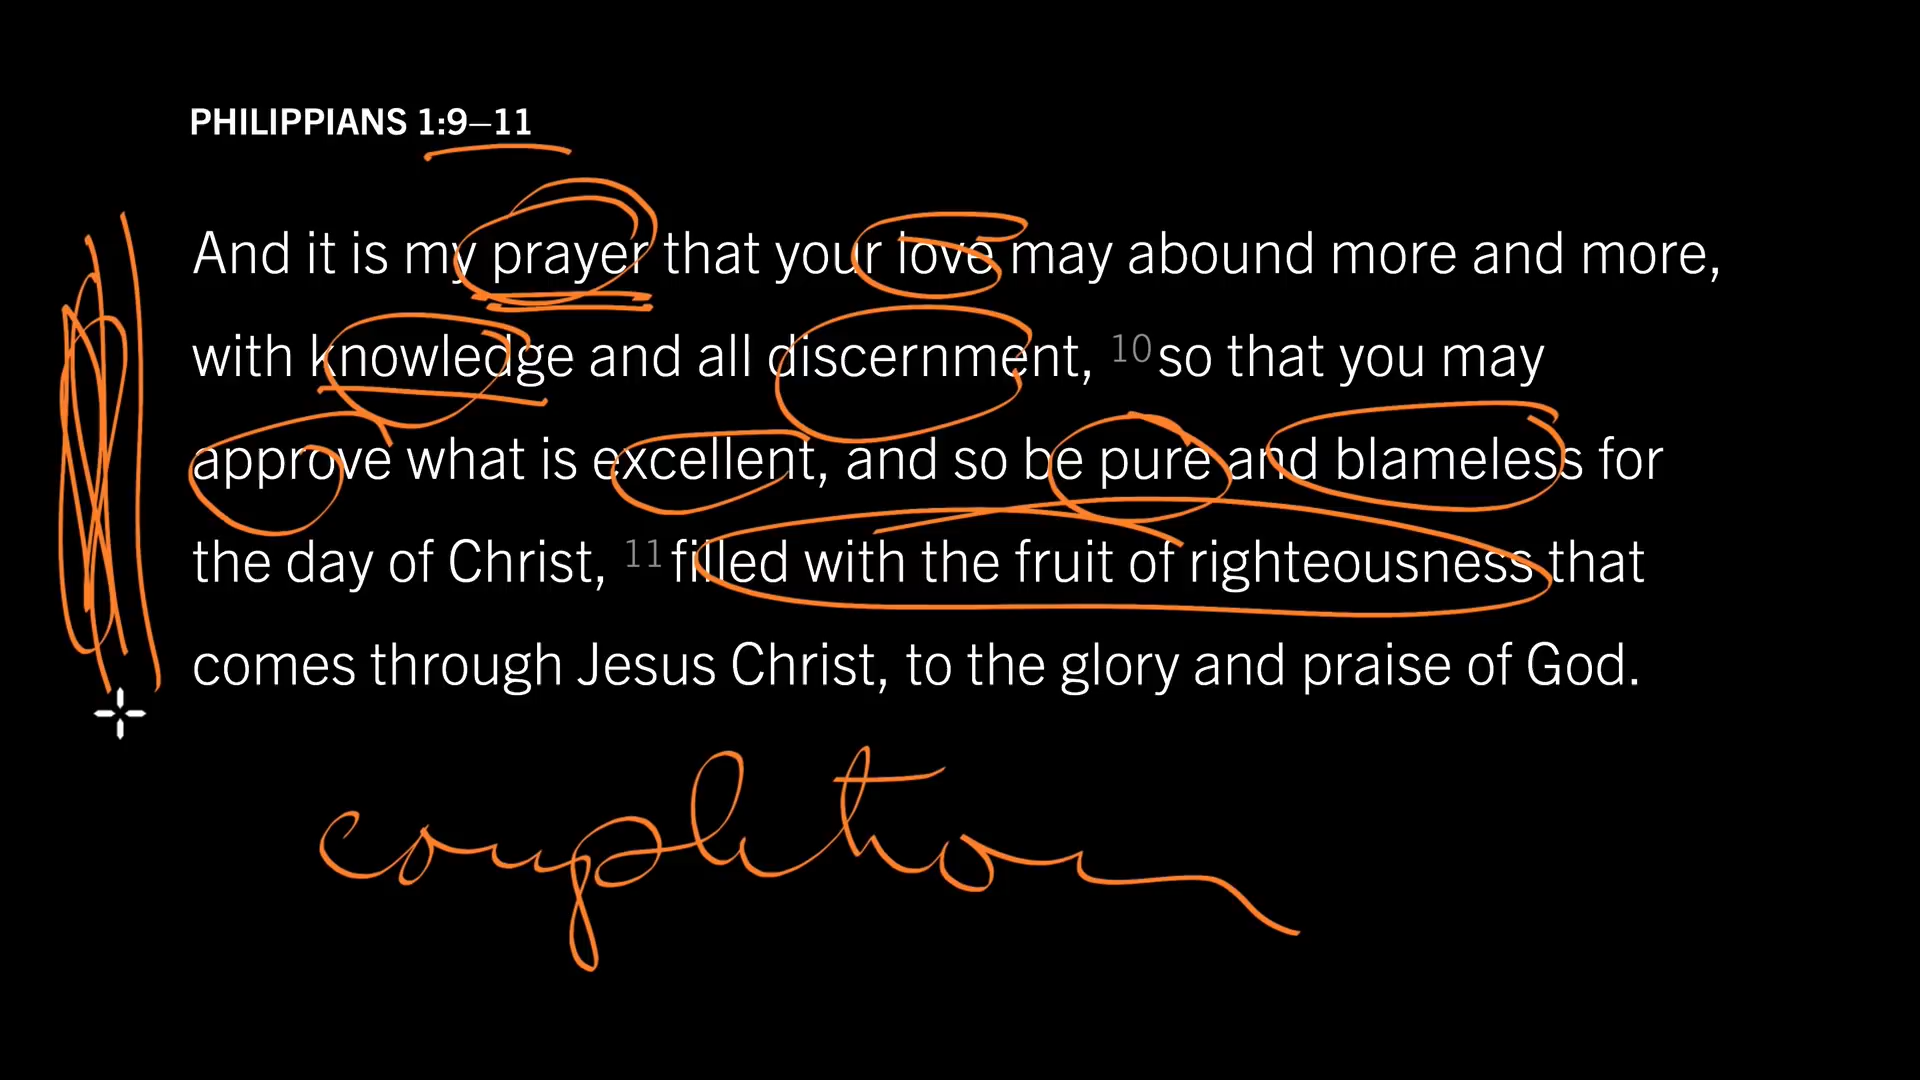 PHILIPPIANS 1:9–11
And it is my prayer that your love may abound more and more,
with knowledge and all discernment, 10 so that you may
approve what is excellent, and so be pure and blameless for
the day of Christ, 11 filled with the fruit of righteousness that
comes through Jesus Christ, to the glory and praise of God.
completion